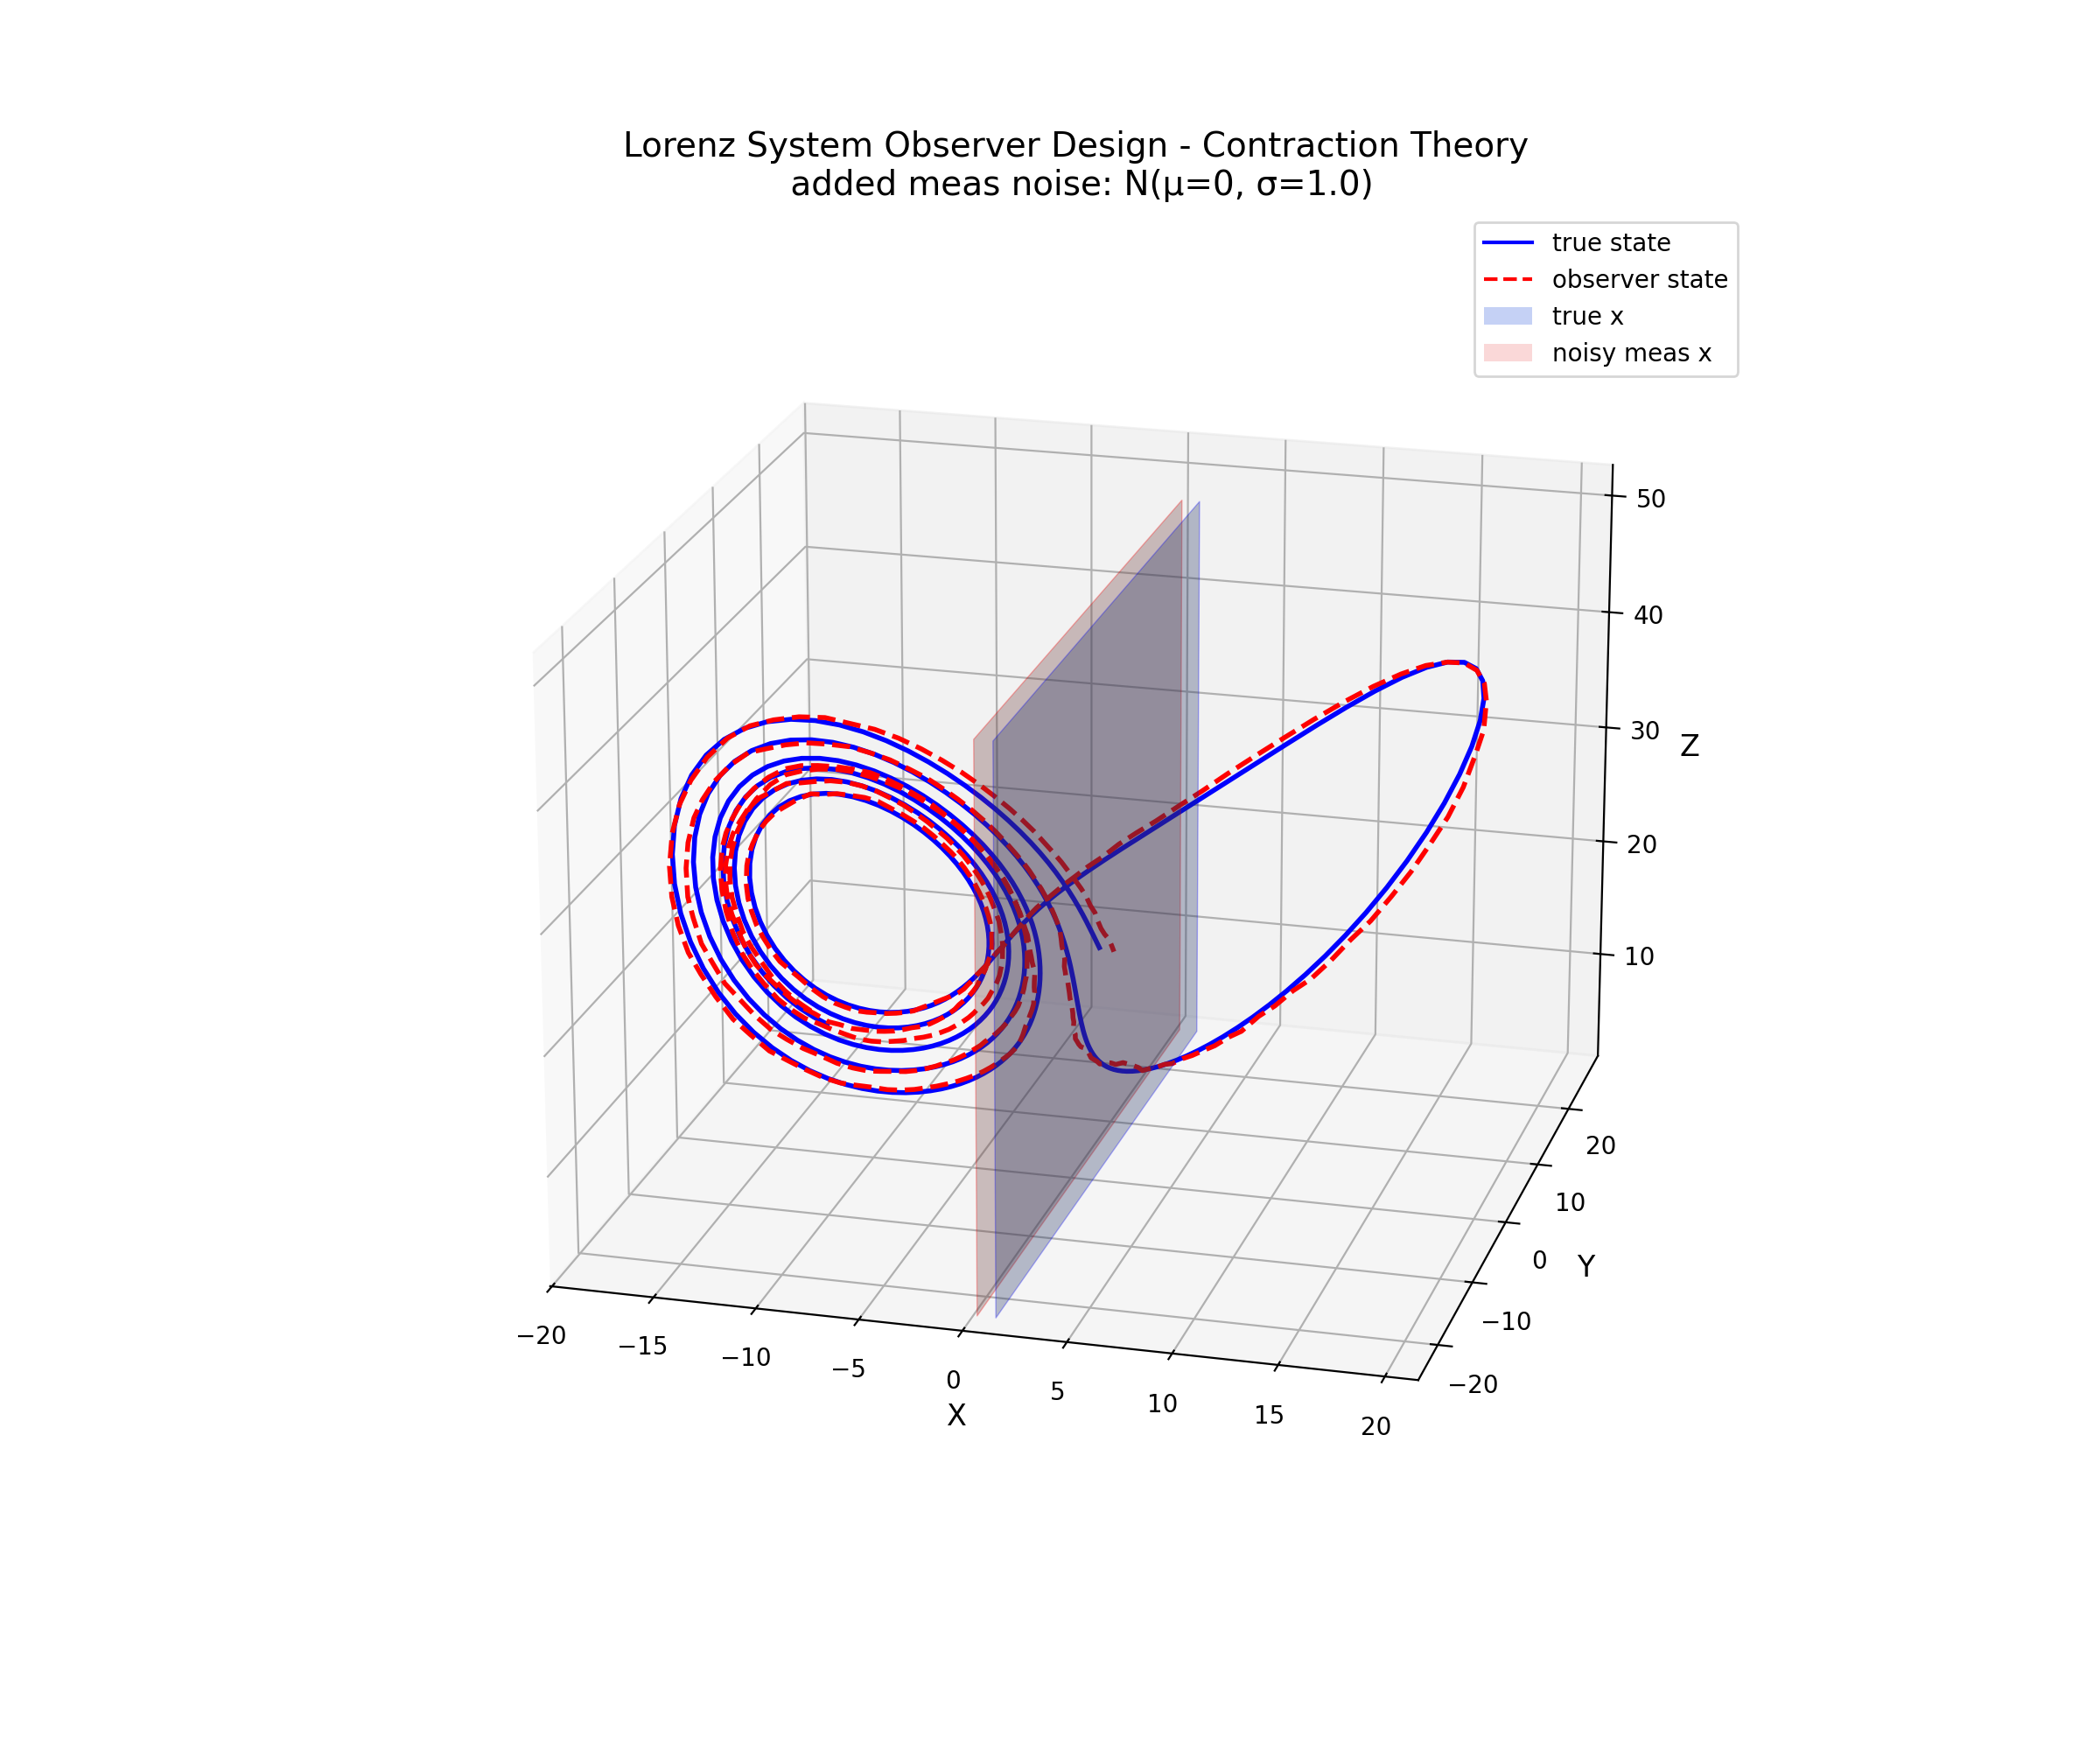 Lorenz System Observer Design - Contraction Theory
added meas noise: N(μ=0, σ=1.0)
true state
observer state
true x
noisy meas x
50
40
30
Z
20
10
20
10
0
Y
−10
−20
−20
−15
−10
−5
0
5
10
15
20
X